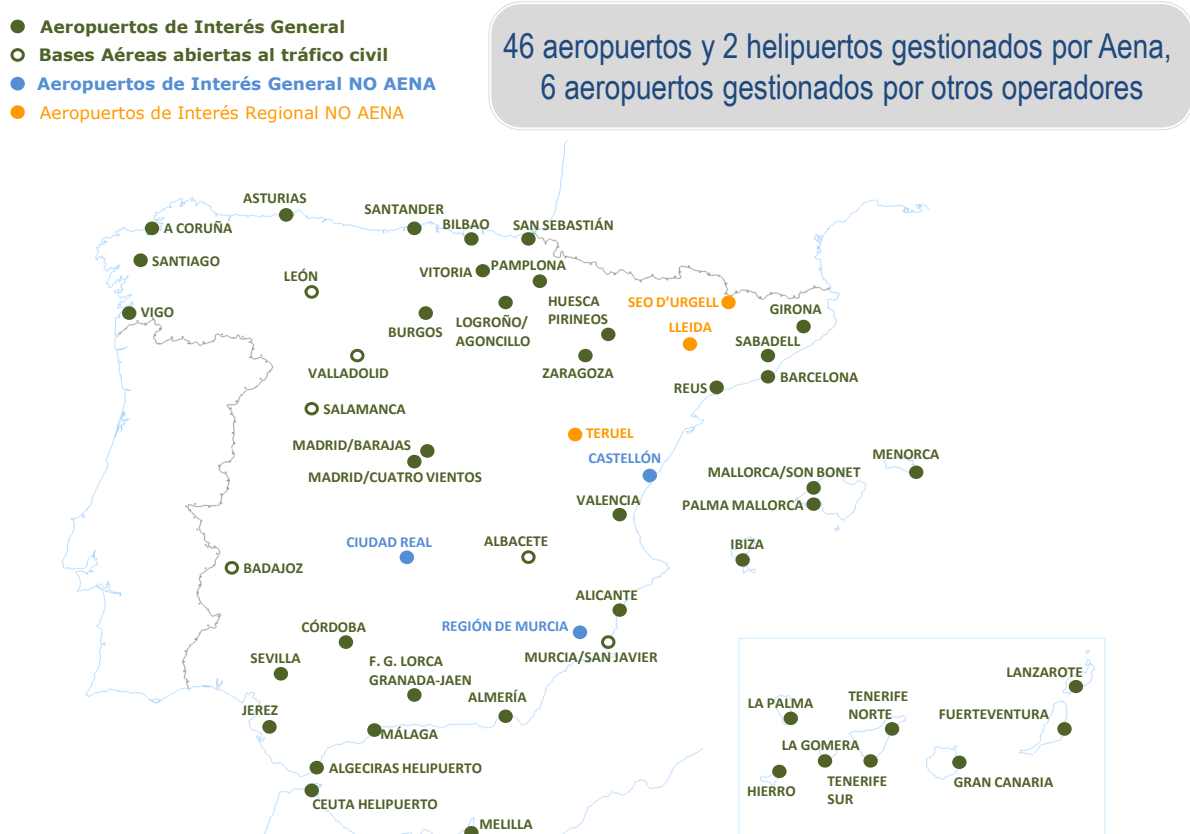 Aeropuertos de Interés General
Bases Aéreas abiertas al tráfico civil
Aeropuertos de Interés General NO AENA
Aeropuertos de Interés Regional NO AENA
46 aeropuertos y 2 helipuertos gestionados por Aena,
6 aeropuertos gestionados por otros operadores
ASTURIAS
SANTANDER
BILBAO
SAN SEBASTIÁN
A CORUÑA
SANTIAGO
VITORIA
PAMPLONA
LEÓN
VIGO
BURGOS
LOGROÑO/
AGONCILLO
HUESCA
PIRINEOS
SEO D'URGELL
LLEIDA
GIRONA
SABADELL
VALLADOLID
ZARAGOZA
BARCELONA
REUS
SALAMANCA
MADRID/BARAJAS
MADRID/CUATRO VIENTOS
TERUEL
CASTELLÓN
MENORCA
MALLORCA/SON BONET
PALMA MALLORCA
VALENCIA
CIUDAD REAL
ALBACETE
IBIZA
BADAJOZ
ALICANTE
CÓRDOBA
REGIÓN DE MURCIA
MURCIA/SAN JAVIER
SEVILLA
F. G. LORCA
GRANADA-JAEN
ALMERÍA
JEREZ
MÁLAGA
ALGECIRAS HELIPUERTO
CEUTA HELIPUERTO
MELILLA
LANZAROTE
LA PALMA
TENERIFE
NORTE
FUERTEVENTURA
LA GOMERA
HIERRO
TENERIFE
SUR
GRAN CANARIA